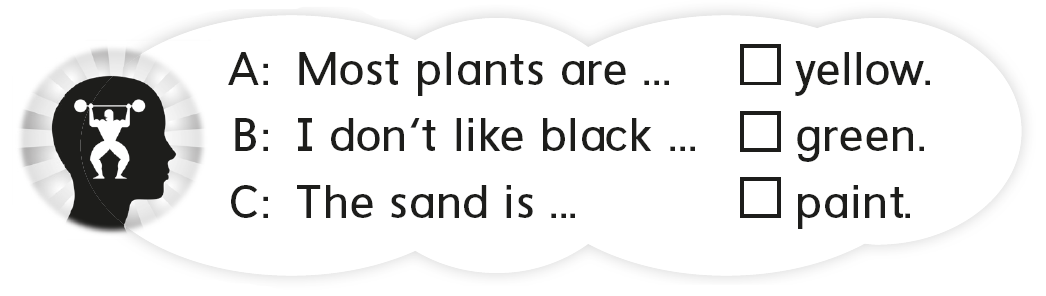 A: Most plants are ... yellow.
B: I don't like black ... green.
C: The sand is ... paint.